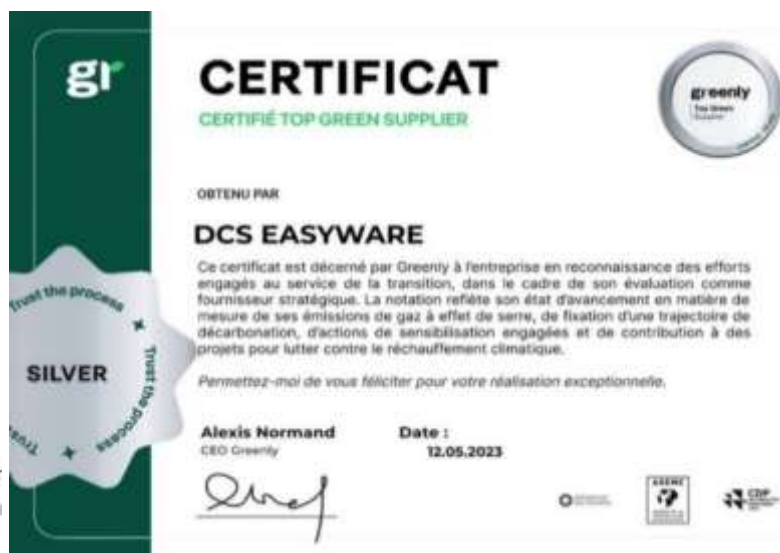 gr
CERTIFICAT
CERTIFIÉ TOP GREEN SUPPLIER
greenly
Top Green
Supplier
OBTENU PAR
DCS EASYWARE
Ce certificat est décerné par Greenly à l'entreprise en reconnaissance des efforts
engagés au service de la transition, dans le cadre de son évaluation comme
fournisseur stratégique. La notation reflète son état d'avancement en matière de
mesure de ses émissions de gaz à effet de serre, de fixation d'une trajectoire de
décarbonation, d'actions de sensibilisation engagées et de contribution à des
projets pour lutter contre le réchauffement climatique.
Permettez-moi de vous féliciter pour votre réalisation exceptionnelle.
Trust the process
Trust the process
SILVER
Alexis Normand
CEO Greenly
Date :
12.05.2023
ADEME
CDP